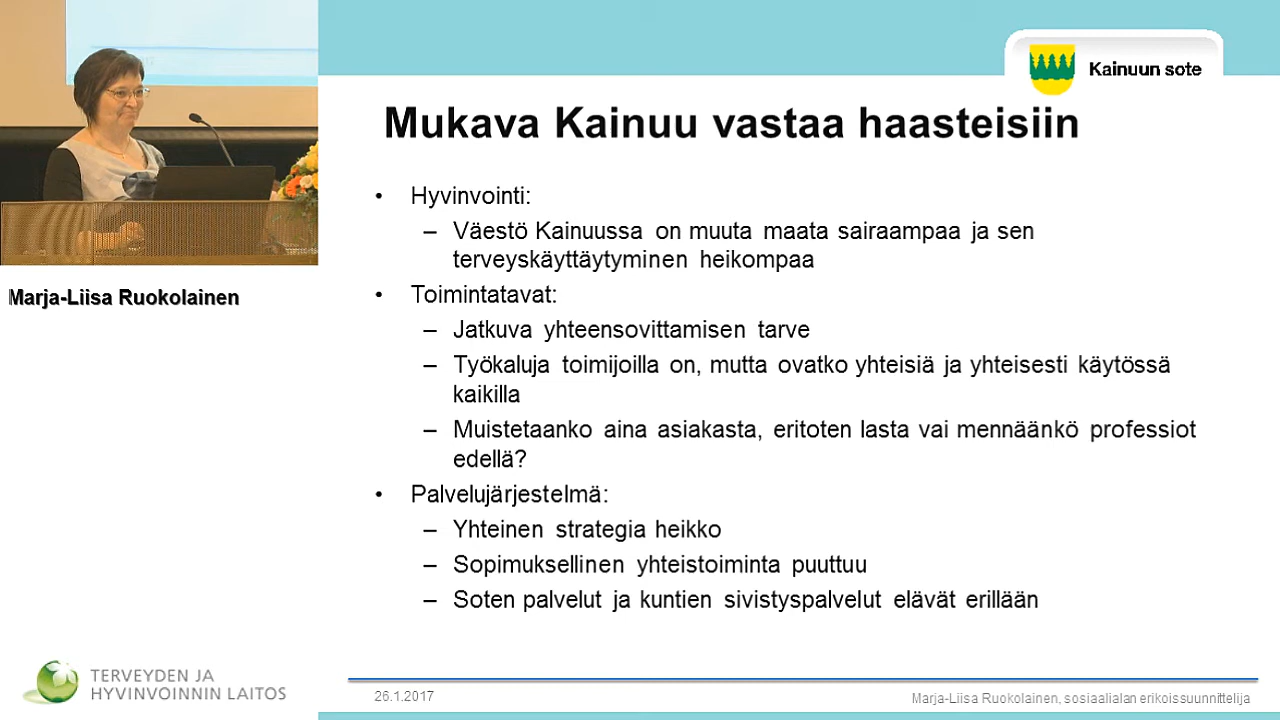 Kainuun sote
Mukava Kainuu vastaa haasteisiin
• Hyvinvointi:
– Väestö Kainuussa on muuta maata sairaampaa ja sen
terveyskäyttäytyminen heikompaa
• Toimintatavat:
– Jatkuva yhteensovittamisen tarve
– Työkaluja toimijoilla on, mutta ovatko yhteisiä ja yhteisesti käytössä
kaikilla
– Muistetaanko aina asiakasta, eritoten lasta vai mennäänkö professiot
edellä?
• Palvelujärjestelmä:
– Yhteinen strategia heikko
– Sopimuksellinen yhteistoiminta puuttuu
– Soten palvelut ja kuntien sivistyspalvelut elävät erillään
Marja-Liisa Ruokolainen
TERVEYDEN JA
HYVINVOINNIN LAITOS
26.1.2017
Marja-Liisa Ruokolainen, sosiaalialan erikoissuunnittelija